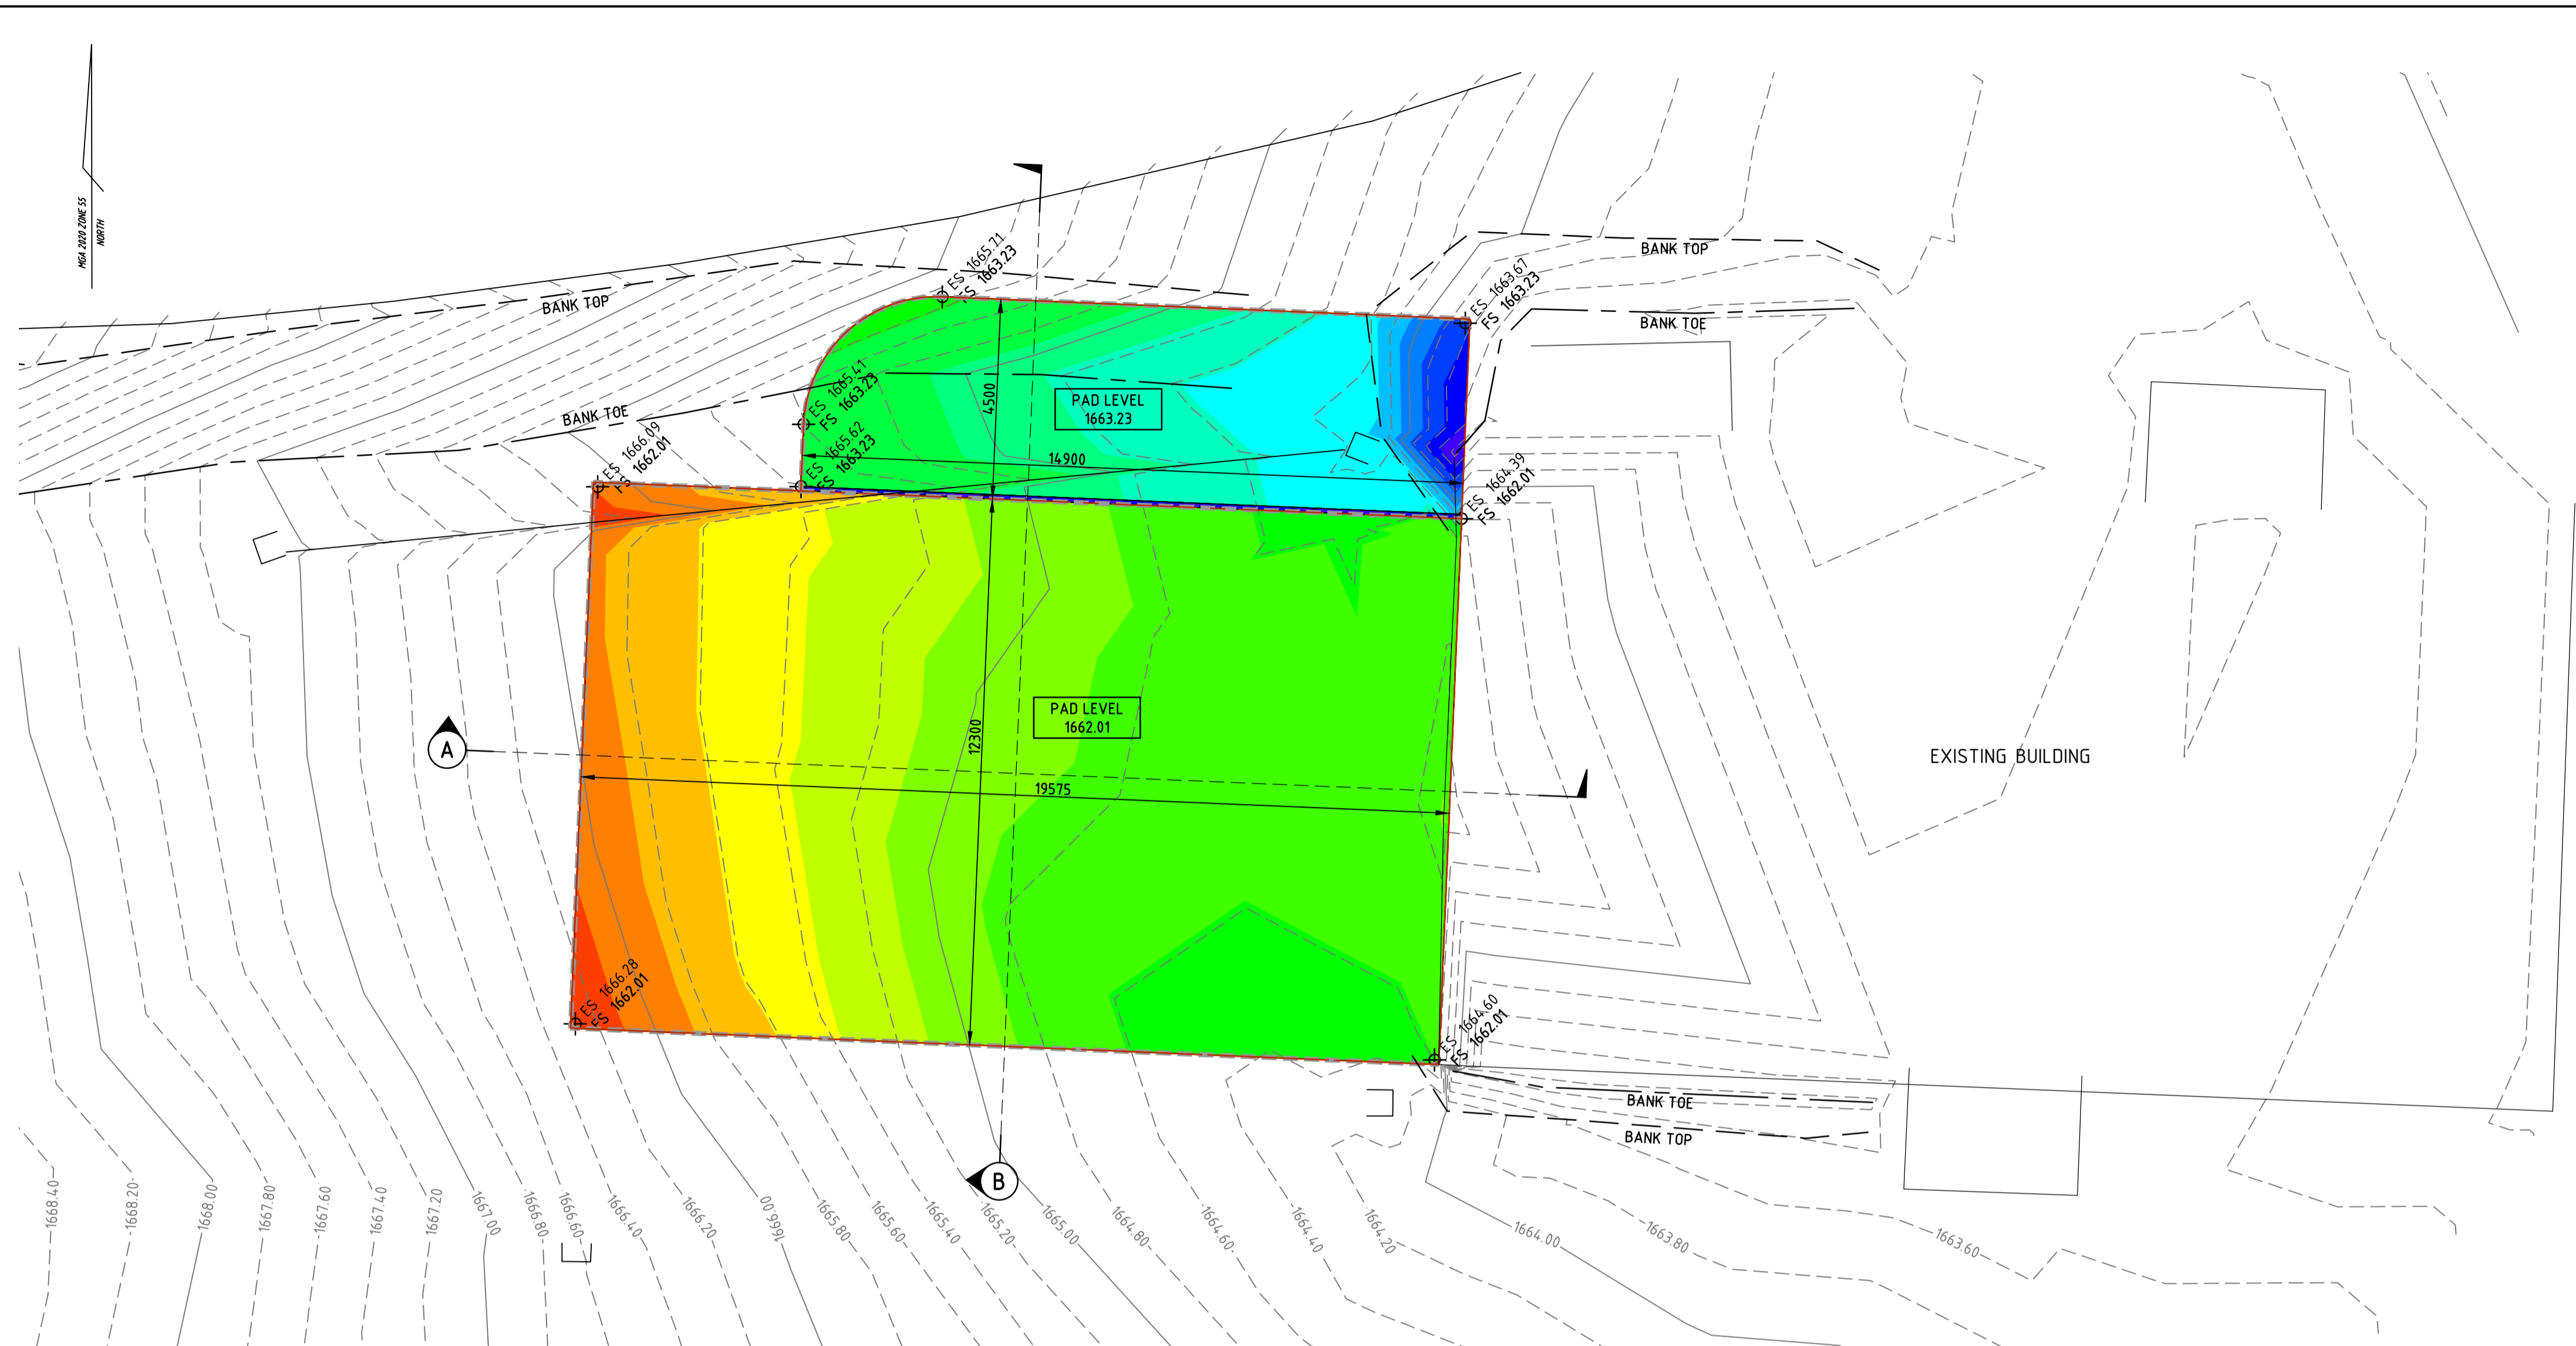 MGA 2020 ZONE 55
NORTH
BANK TOP
ES 1665.71
FS 1663.23
BANK TOP
ES 1663.67
FS 1663.23
BANK TOE
BANK TOE
ES 1665.41
FS 1663.23
4500
PAD LEVEL
1663.23
ES 1666.09
FS 1662.01
ES 1665.62
FS 1663.23
14900
ES 1664.39
FS 1662.01
PAD LEVEL
1662.01
12300
A
19575
EXISTING BUILDING
ES 1666.28
FS 1662.01
ES 1664.60
FS 1662.01
BANK TOE
BANK TOP
B
1668.40
1668.20
1668.00
1667.80
1667.60
1667.40
1667.20
1667.00
1666.80
1666.60
1666.40
1666.20
1666.00
1665.80
1665.60
1665.40
1665.20
1665.00
1664.80
1664.60
1664.40
1664.20
1664.00
1663.80
1663.60